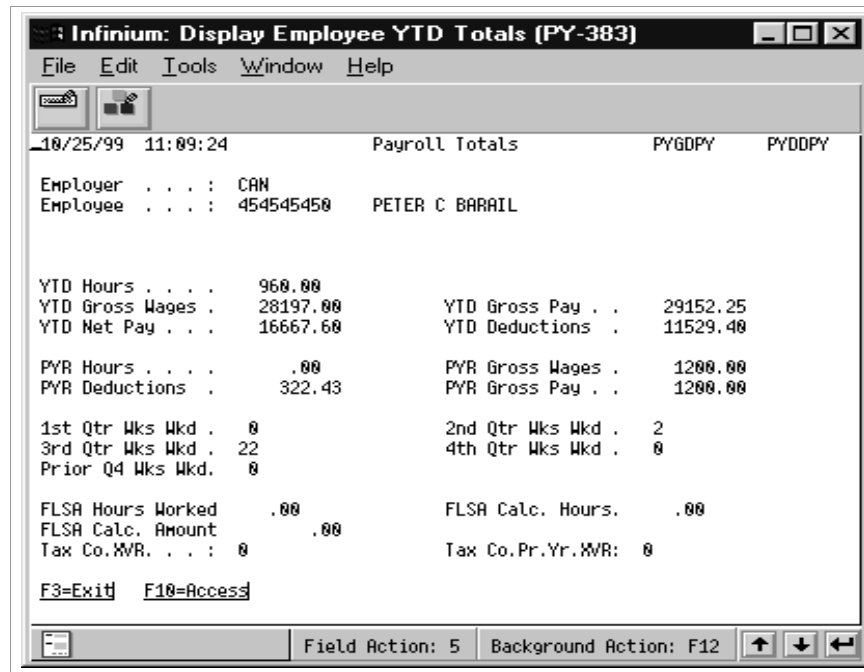 Infinium: Display Employee YTD Totals (PY-383)
File Edit Tools Window Help
10/25/99 11:09:24 Payroll Totals PYGDPY PYDDPY
Employer . . . : CAN
Employee . . . : 454545450 PETER C BARAIL
YTD Hours . . . . 960.00
YTD Gross Wages . 28197.00 YTD Gross Pay . . 29152.25
YTD Net Pay . . . 16667.60 YTD Deductions . 11529.40
PYR Hours . . . . .00 PYR Gross Wages . 1200.00
PYR Deductions . 322.43 PYR Gross Pay . . 1200.00
1st Qtr Wks Wkd . 0 2nd Qtr Wks Wkd . 2
3rd Qtr Wks Wkd . 22 4th Qtr Wks Wkd . 0
Prior Q4 Wks Wkd. 0
FLSA Hours Worked .00 FLSA Calc. Hours. .00
FLSA Calc. Amount .00
Tax Co.XVR. . . : 0 Tax Co.Pr.Yr.XVR: 0
F3=Exit F10=Access
Field Action: 5 Background Action: F12